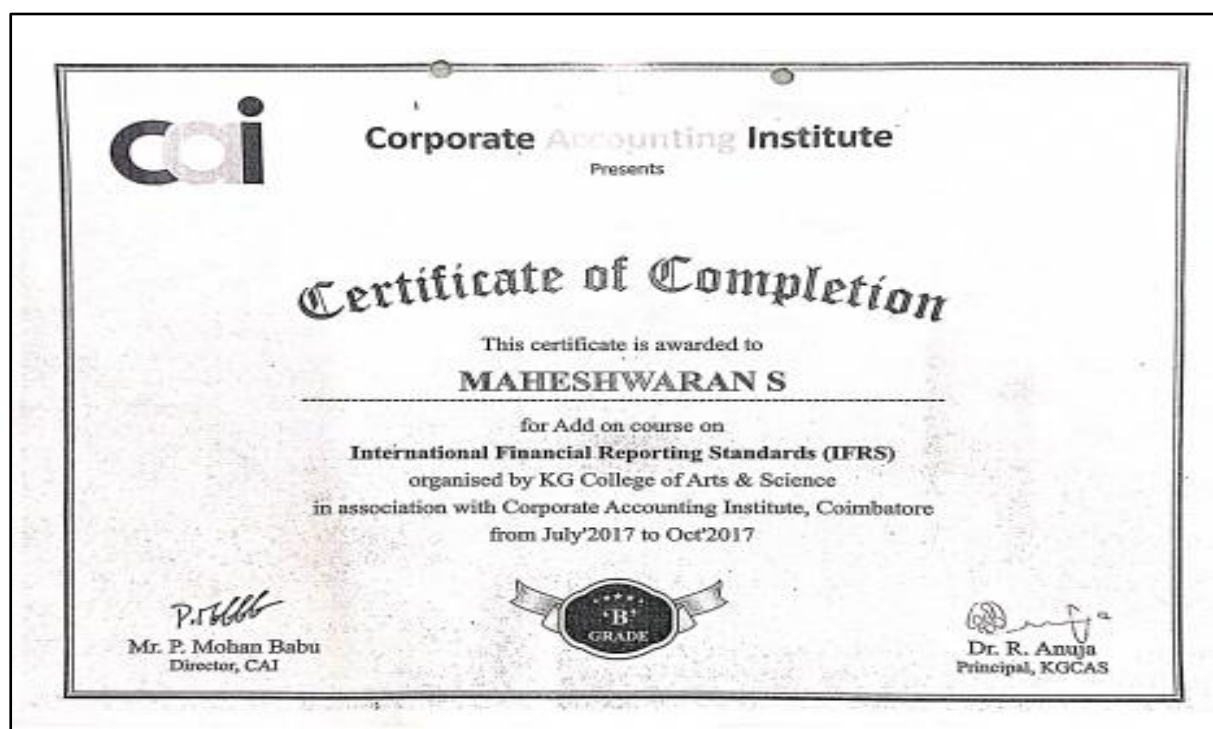 cai
Corporate Accounting Institute
Presents
Certificate of Completion
This certificate is awarded to
MAHESHWARAN S
for Add on course on
International Financial Reporting Standards (IFRS)
organised by KG College of Arts & Science
in association with Corporate Accounting Institute, Coimbatore
from July'2017 to Oct'2017
'B'
GRADE
Mr. P. Mohan Babu
Director, CAI
Dr. R. Anuja
Principal, KGCAS